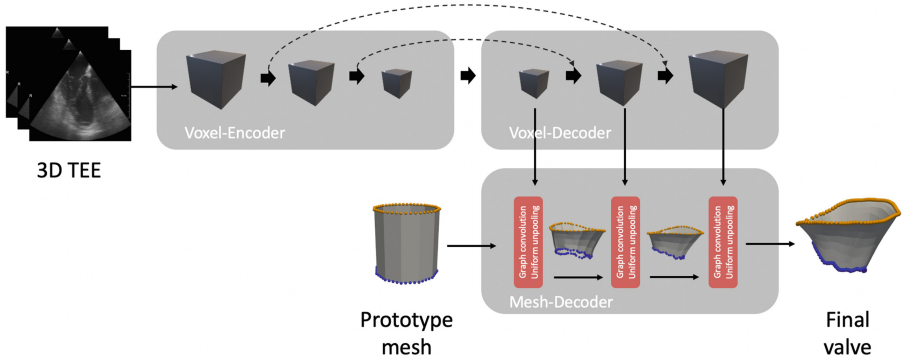 Voxel-Encoder
Voxel-Decoder
3D TEE
Graph convolution
Uniform unpooling
Graph convolution
Uniform unpooling
Graph convolution
Uniform unpooling
Mesh-Decoder
Prototype
mesh
Final
valve